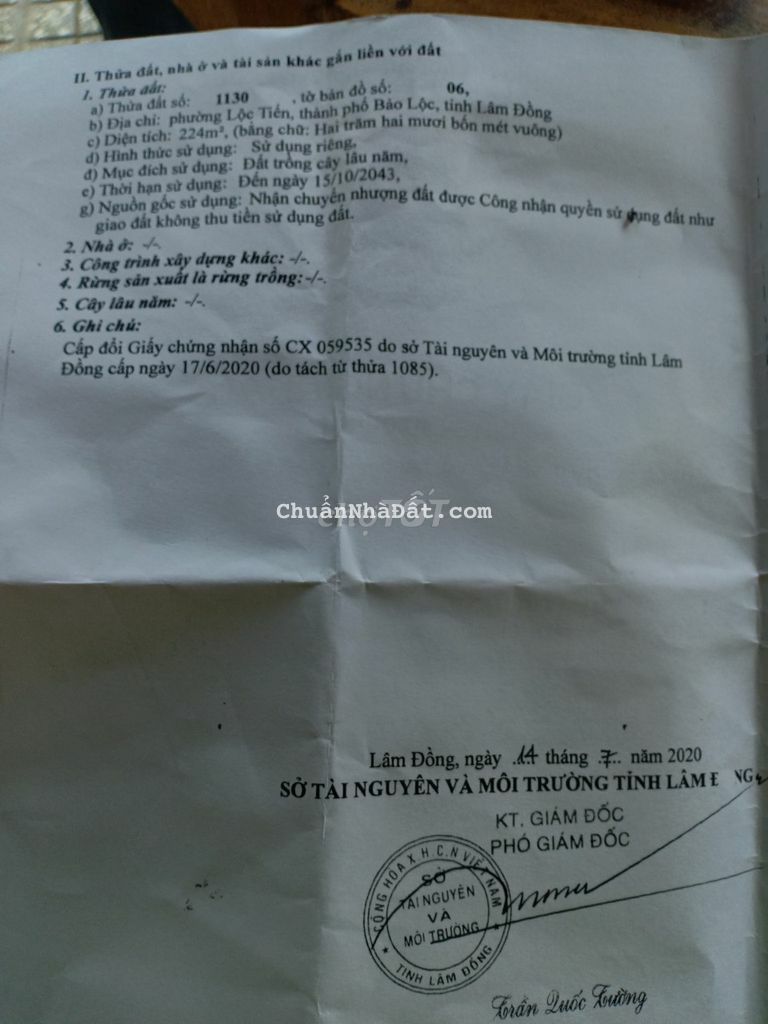 II. Thửa đất, nhà ở và tài sản khác gắn liền với đất
1. Thửa đất:
a) Thửa đất số: 1130 , tờ bản đồ số: 06,
b) Địa chỉ: phường Lộc Tiến, thành phố Bảo Lộc, tỉnh Lâm Đồng
c) Diện tích: 224m², (bằng chữ: Hai trăm hai mươi bốn mét vuông)
d) Hình thức sử dụng: Sử dụng riêng,
đ) Mục đích sử dụng: Đất trồng cây lâu năm,
e) Thời hạn sử dụng: Đến ngày 15/10/2043,
g) Nguồn gốc sử dụng: Nhận chuyển nhượng đất được Công nhận quyền sử dụng đất như
giao đất không thu tiền sử dụng đất.
2. Nhà ở: -/-.
3. Công trình xây dựng khác: -/-.
4. Rừng sản xuất là rừng trồng: -/-.
5. Cây lâu năm: -/-.
6. Ghi chú:
Cấp đổi Giấy chứng nhận số CX 059535 do sở Tài nguyên và Môi trường tỉnh Lâm
Đồng cấp ngày 17/6/2020 (do tách từ thửa 1085).
chợTỐT
ChuẩnNhàĐất.com
Lâm Đồng, ngày 14 tháng 7 năm 2020
SỞ TÀI NGUYÊN VÀ MÔI TRƯỜNG TỈNH LÂM Đ NG
KT. GIÁM ĐỐC
PHÓ GIÁM ĐỐC
CỘNG HÒA X.H.C.N VIỆT NAM
SỞ
TÀI NGUYÊN
VÀ
MÔI TRƯỜNG
TỈNH LÂM ĐỒNG
Trần Quốc Tường